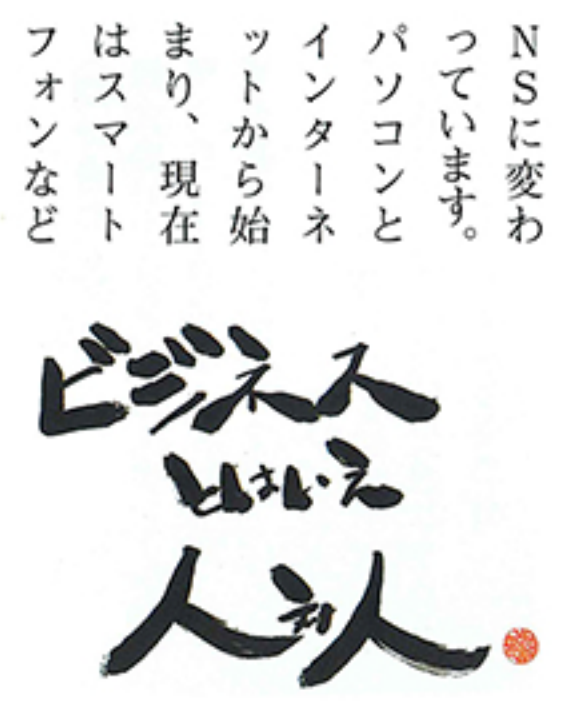 NSに変わ
っています。
パソコンと
インターネ
ットから始
まり、現在
はスマート
フォンなど
ビジネス
とはいえ
人対人